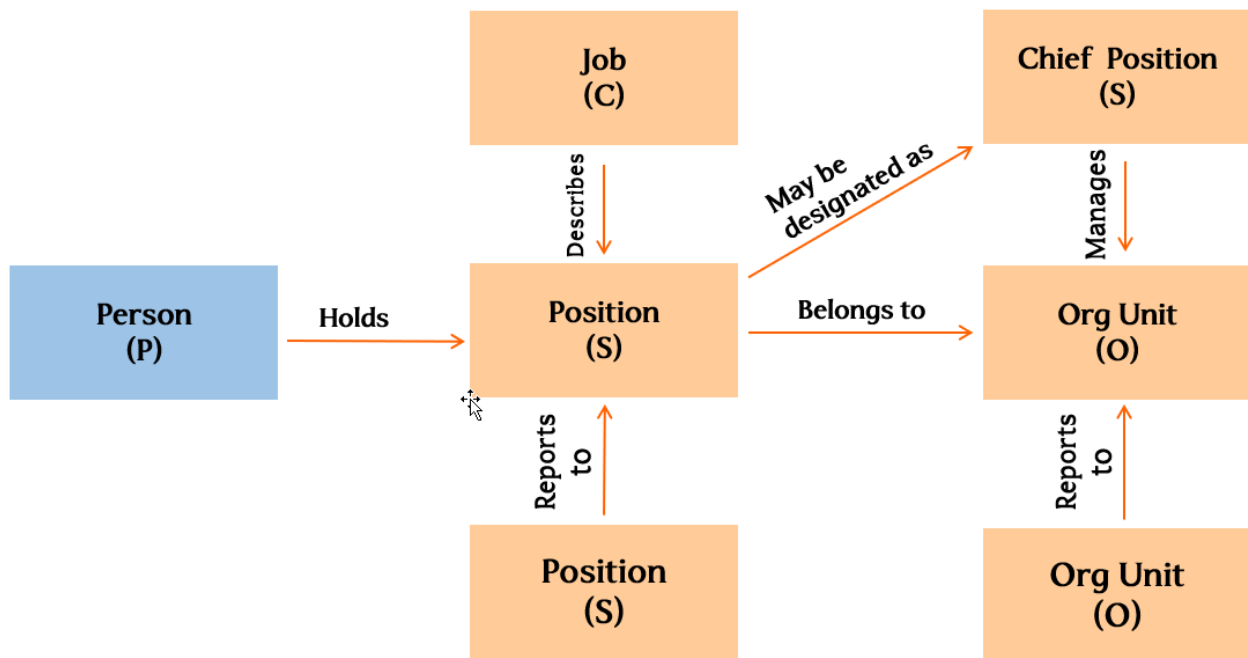 Job
(C)
Chief Position
(S)
Describes
May be
designated as
Manages
Person
(P)
Holds
Position
(S)
Belongs to
Org Unit
(O)
Reports
to
Reports
to
Position
(S)
Org Unit
(O)